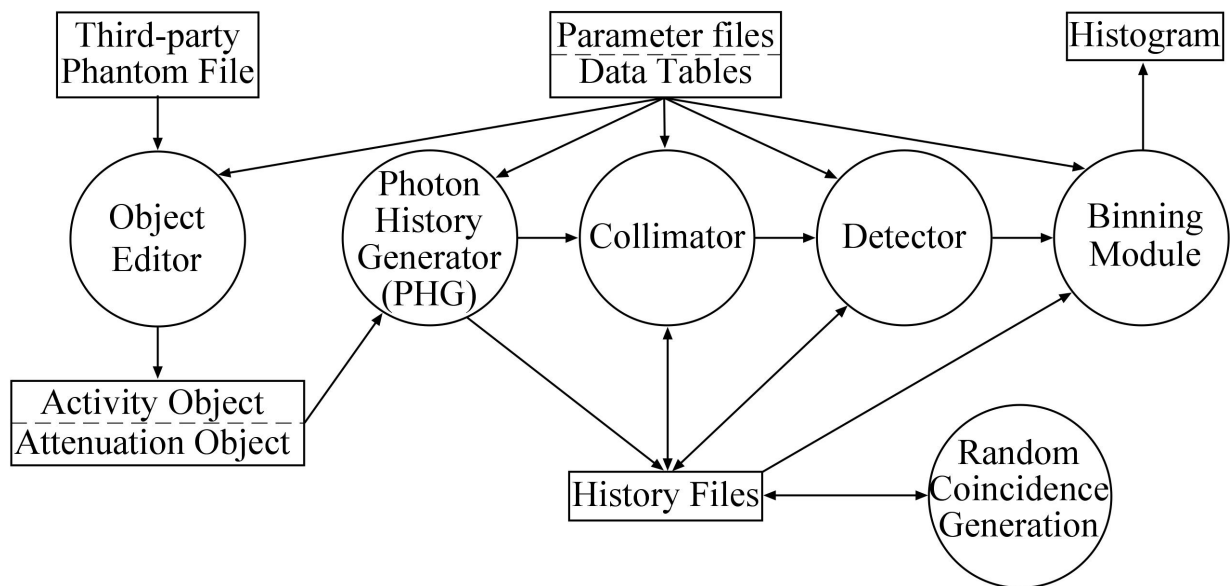 Third-party
Phantom File
Parameter files
Data Tables
Histogram
Object
Editor
Photon
History
Generator
(PHG)
Collimator
Detector
Binning
Module
Activity Object
Attenuation Object
History Files
Random
Coincidence
Generation